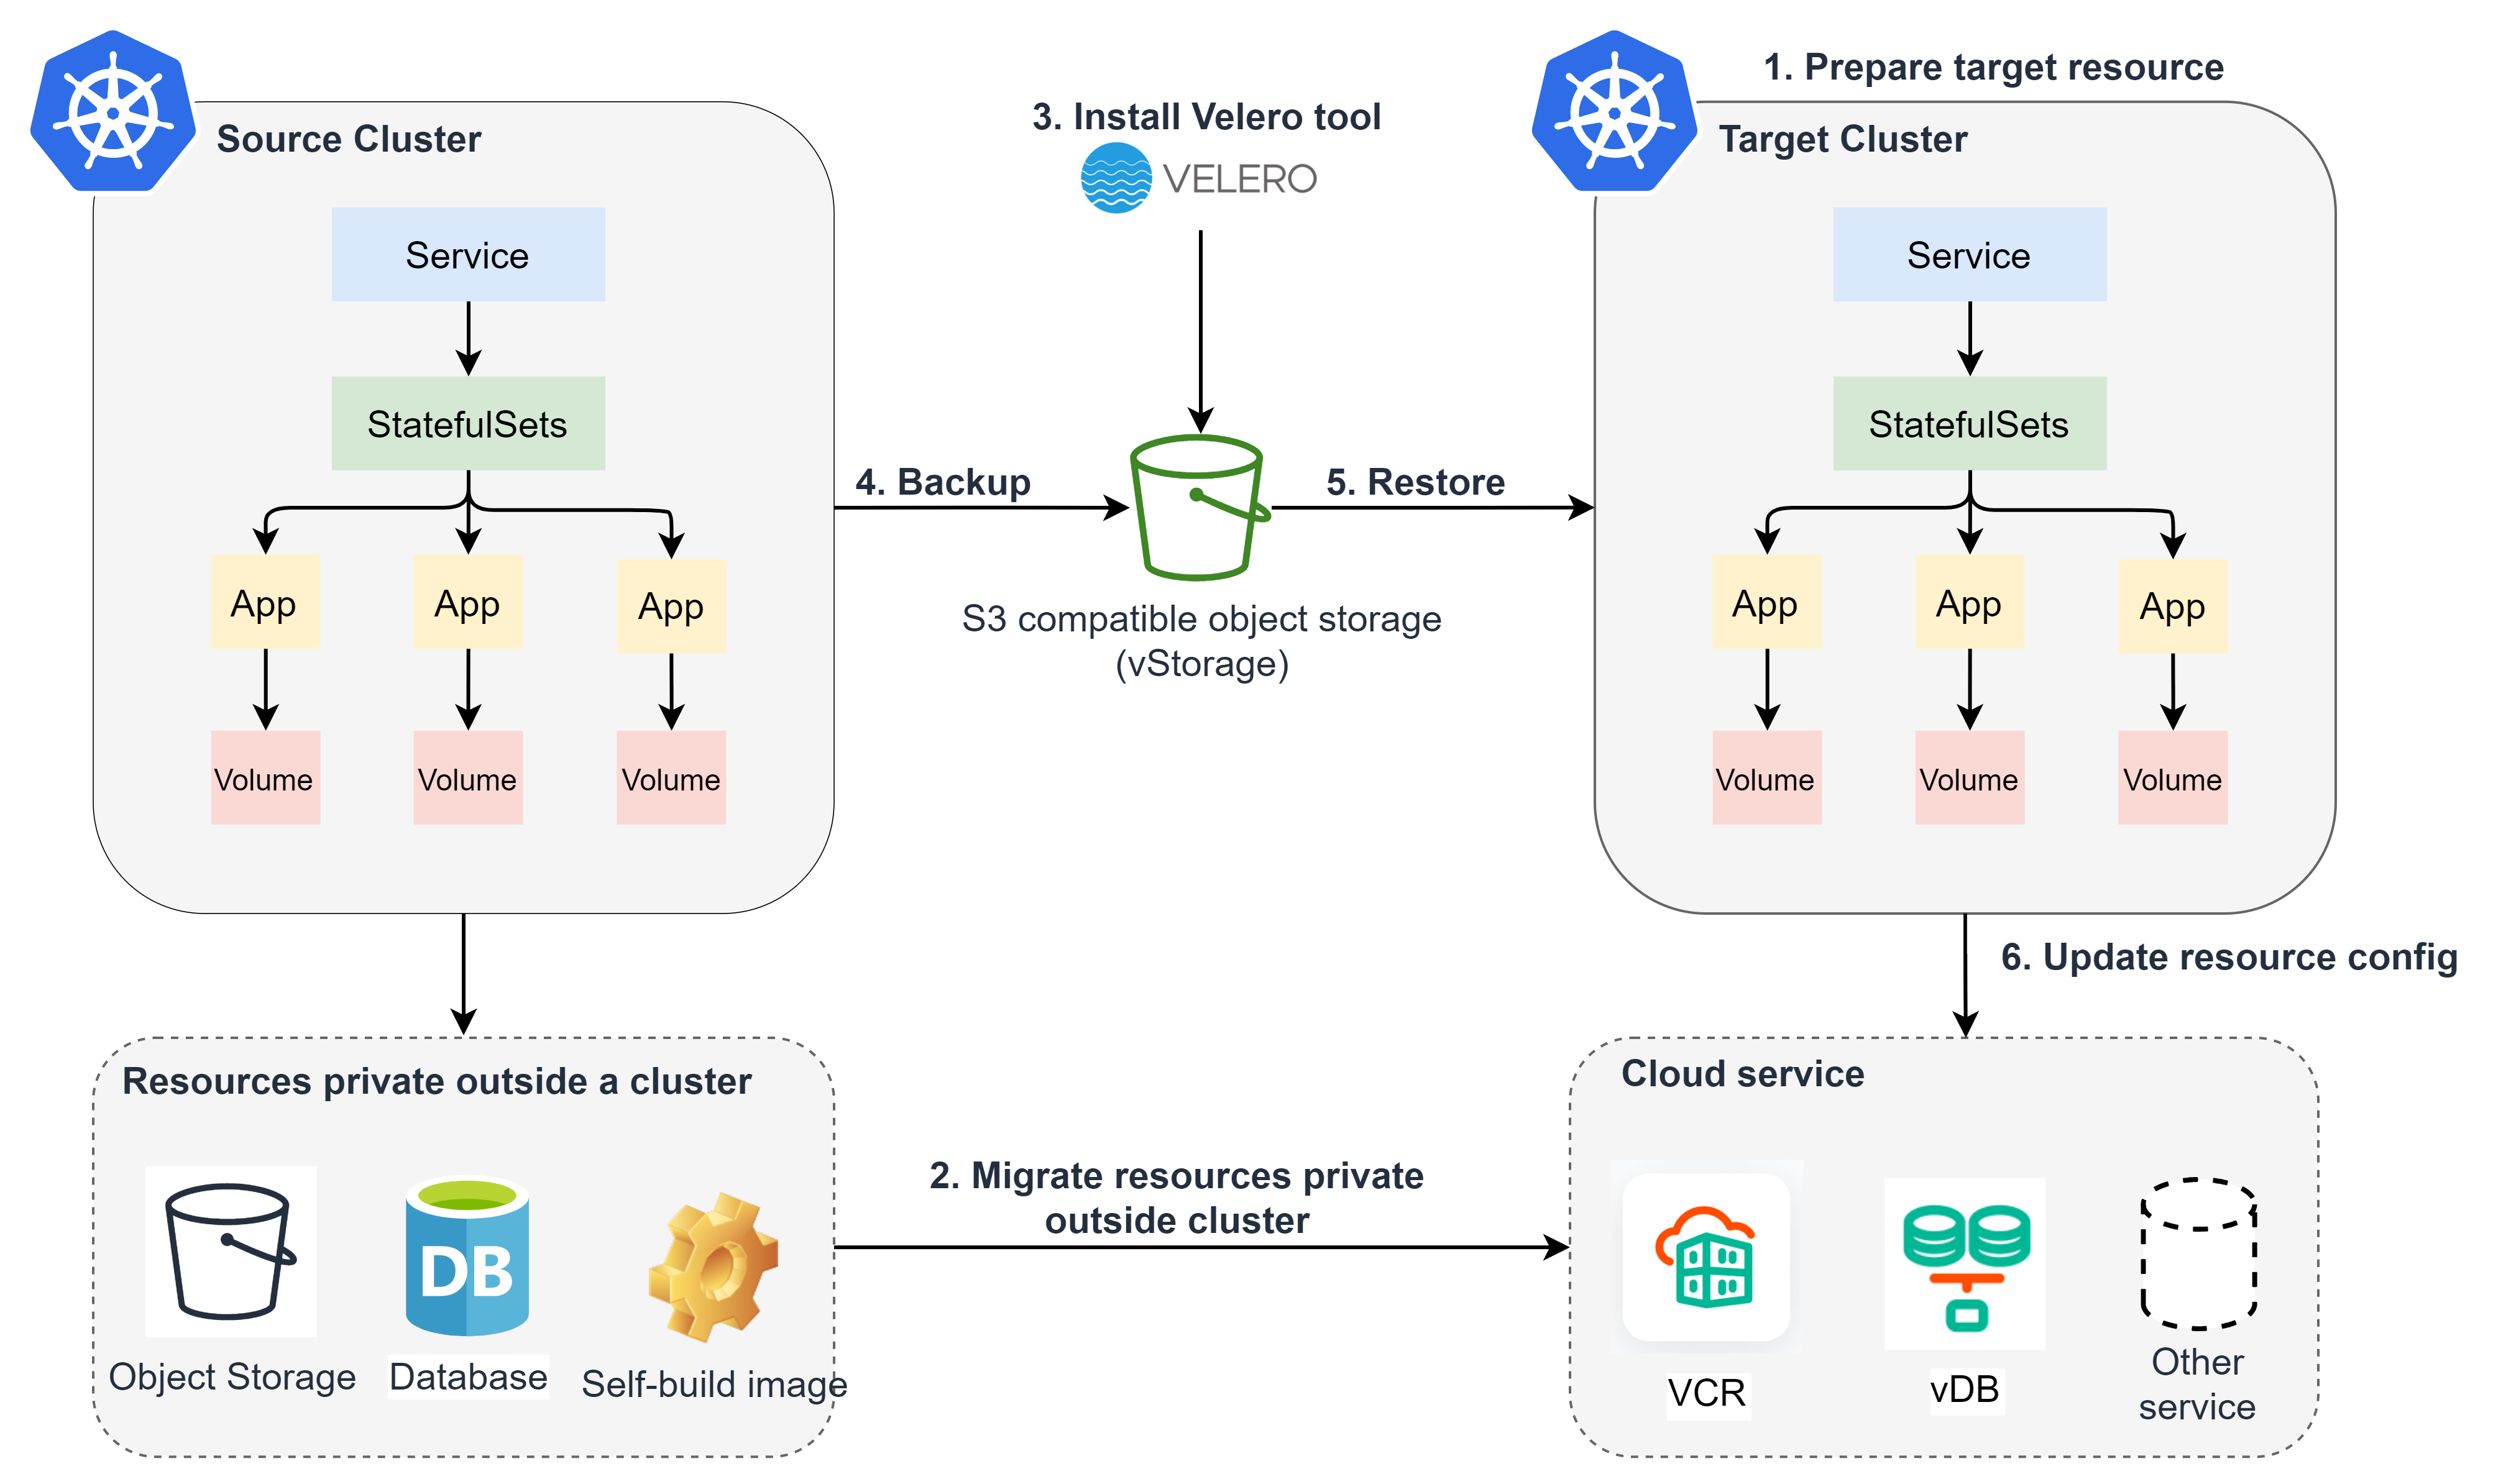 1. Prepare target resource
Source Cluster
3. Install Velero tool
VELERO
Target Cluster
Service
Service
StatefulSets
StatefulSets
4. Backup
5. Restore
App
App
App
S3 compatible object storage
(vStorage)
App
App
App
Volume
Volume
Volume
Volume
Volume
Volume
6. Update resource config
Resources private outside a cluster
Cloud service
2. Migrate resources private
outside cluster
DB
Object Storage
Database
Self-build image
VCR
vDB
Other
service